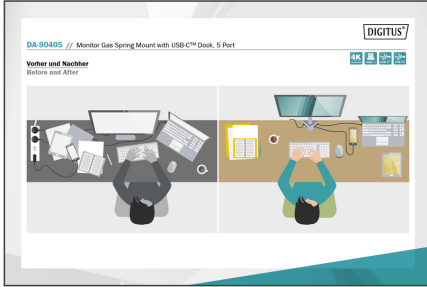 DIGITUS®
DA-90405 // Monitor Gas Spring Mount with USB-C™ Dock, 5 Port
4K
Vorher und Nachher
Before and After